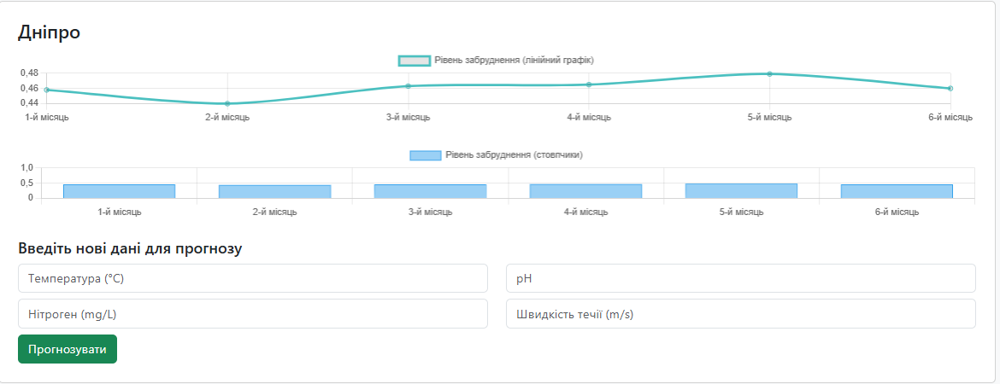 Дніпро
Рівень забруднення (лінійний графік)
0,48
0,46
0,44
1-й місяць 2-й місяць 3-й місяць 4-й місяць 5-й місяць 6-й місяць
Рівень забруднення (стовпчики)
1,0
0,5
0
1-й місяць 2-й місяць 3-й місяць 4-й місяць 5-й місяць 6-й місяць
Введіть нові дані для прогнозу
Температура (°C) pH
Нітроген (mg/L) Швидкість течії (m/s)
Прогнозувати